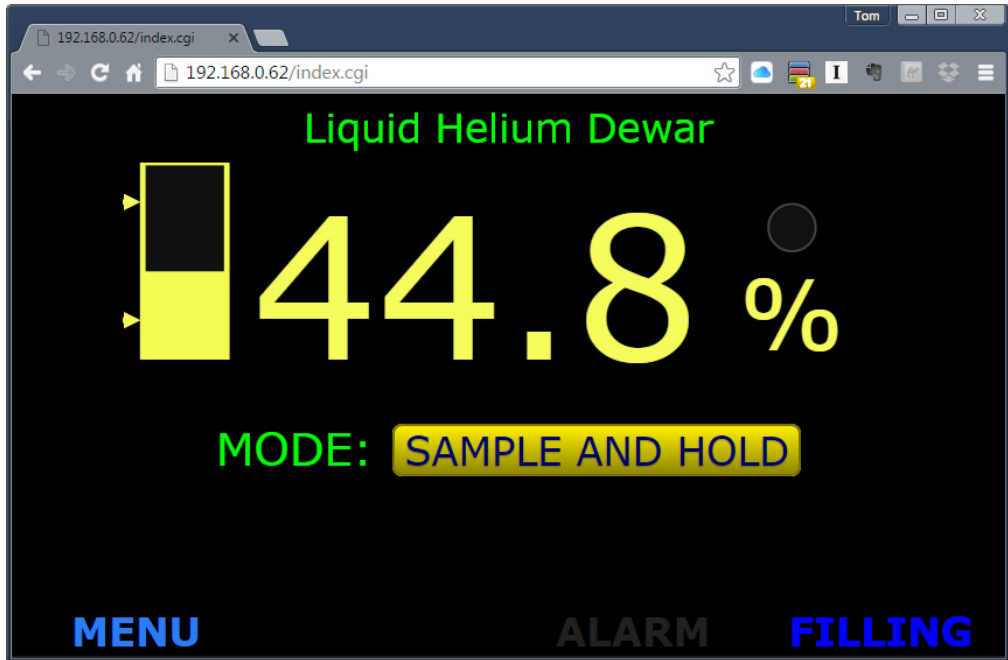 Tom
192.168.0.62/index.cgi
192.168.0.62/index.cgi
21
I
Liquid Helium Dewar
44.8 %
MODE: SAMPLE AND HOLD
MENU ALARM FILLING